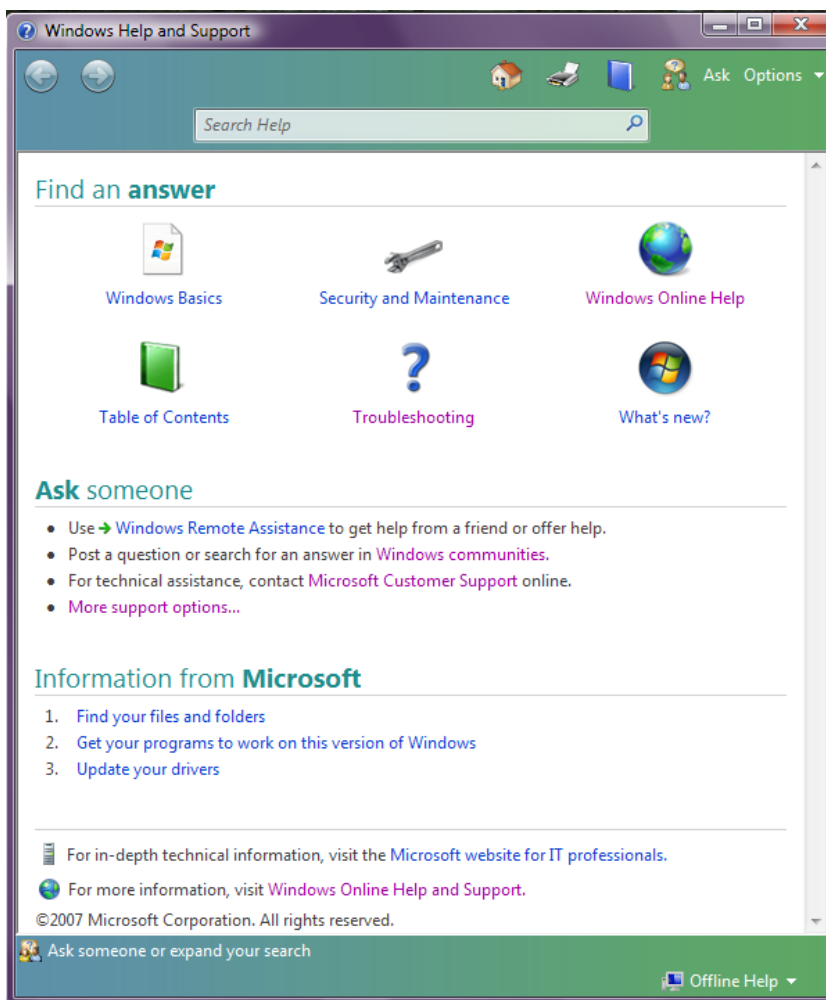 Windows Help and Support
Ask Options
Search Help
Find an answer
Windows Basics Security and Maintenance Windows Online Help
Table of Contents Troubleshooting What's new?
Ask someone
• Use → Windows Remote Assistance to get help from a friend or offer help.
• Post a question or search for an answer in Windows communities.
• For technical assistance, contact Microsoft Customer Support online.
• More support options...
Information from Microsoft
1. Find your files and folders
2. Get your programs to work on this version of Windows
3. Update your drivers
For in-depth technical information, visit the Microsoft website for IT professionals.
For more information, visit Windows Online Help and Support.
©2007 Microsoft Corporation. All rights reserved.
Ask someone or expand your search
Offline Help